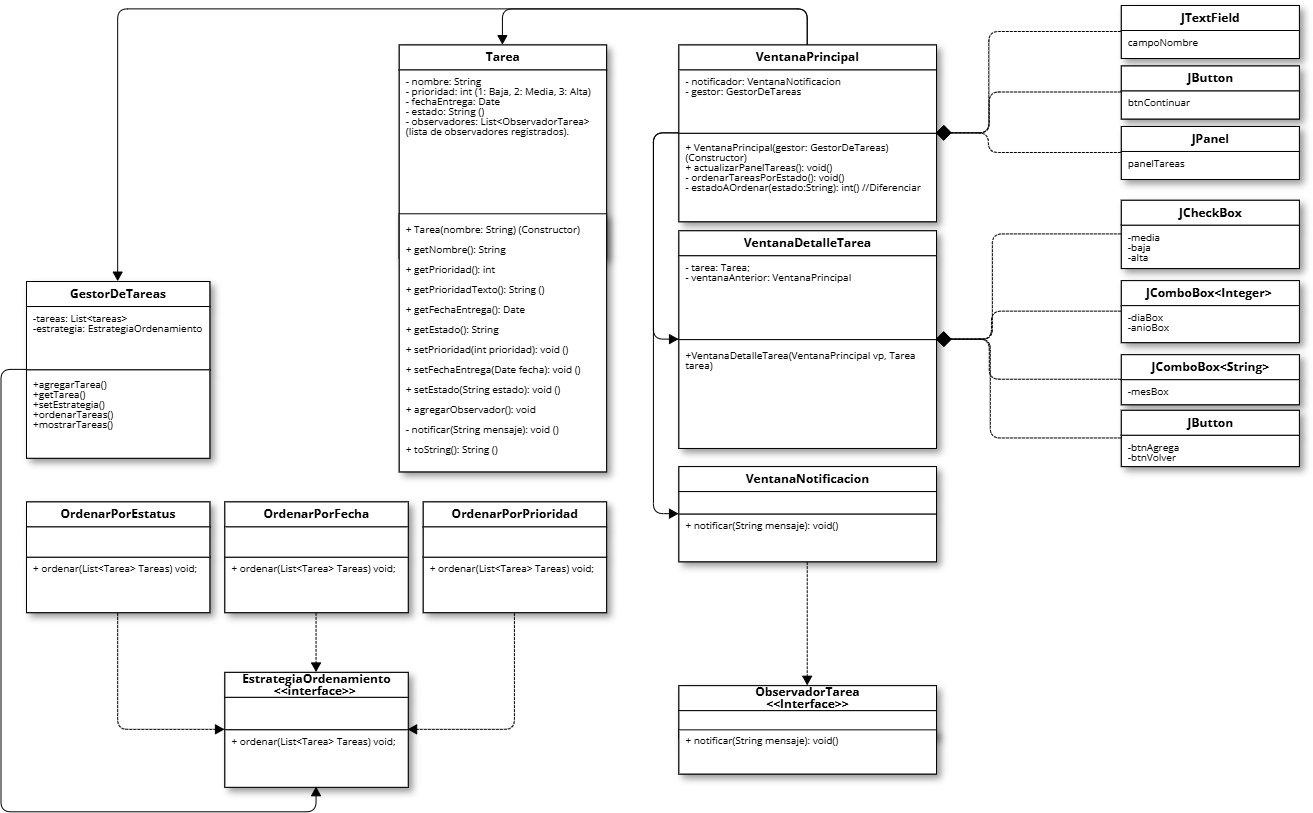 Tarea
- nombre: String
- prioridad: int (1: Baja, 2: Media, 3: Alta)
- fechaEntrega: Date
- estado: String ()
- observadores: List<ObservadorTarea>
(lista de observadores registrados).
+ Tarea(nombre: String) (Constructor)
+ getNombre(): String
+ getPrioridad(): int
+ getPrioridadTexto(): String ()
+ getFechaEntrega(): Date
+ getEstado(): String
+ setPrioridad(int prioridad): void ()
+ setFechaEntrega(Date fecha): void ()
+ setEstado(String estado): void ()
+ agregarObservador(): void
- notificar(String mensaje): void ()
+ toString(): String ()
VentanaPrincipal
- notificador: VentanaNotificacion
- gestor: GestorDeTareas
+ VentanaPrincipal(gestor: GestorDeTareas)
(Constructor)
+ actualizarPanelTareas(): void()
- ordenarTareasPorEstado(): void()
- estadoAOrdenar(estado:String): int() //Diferenciar
JTextField
campoNombre
JButton
btnContinuar
JPanel
panelTareas
JCheckBox
-media
-baja
-alta
JComboBox<Integer>
-diaBox
-anioBox
JComboBox<String>
-mesBox
JButton
-btnAgrega
-btnVolver
VentanaDetalleTarea
- tarea: Tarea;
- ventanaAnterior: VentanaPrincipal
+VentanaDetalleTarea(VentanaPrincipal vp, Tarea
tarea)
GestorDeTareas
-tareas: List<tareas>
-estrategia: EstrategiaOrdenamiento
+agregarTarea()
+getTarea()
+setEstrategia()
+ordenarTareas()
+mostrarTareas()
VentanaNotificacion
+ notificar(String mensaje): void()
OrdenarPorEstatus
+ ordenar(List<Tarea> Tareas) void;
OrdenarPorFecha
+ ordenar(List<Tarea> Tareas) void;
OrdenarPorPrioridad
+ ordenar(List<Tarea> Tareas) void;
EstrategiaOrdenamiento
<<interface>>
+ ordenar(List<Tarea> Tareas) void;
ObservadorTarea
<<Interface>>
+ notificar(String mensaje): void()